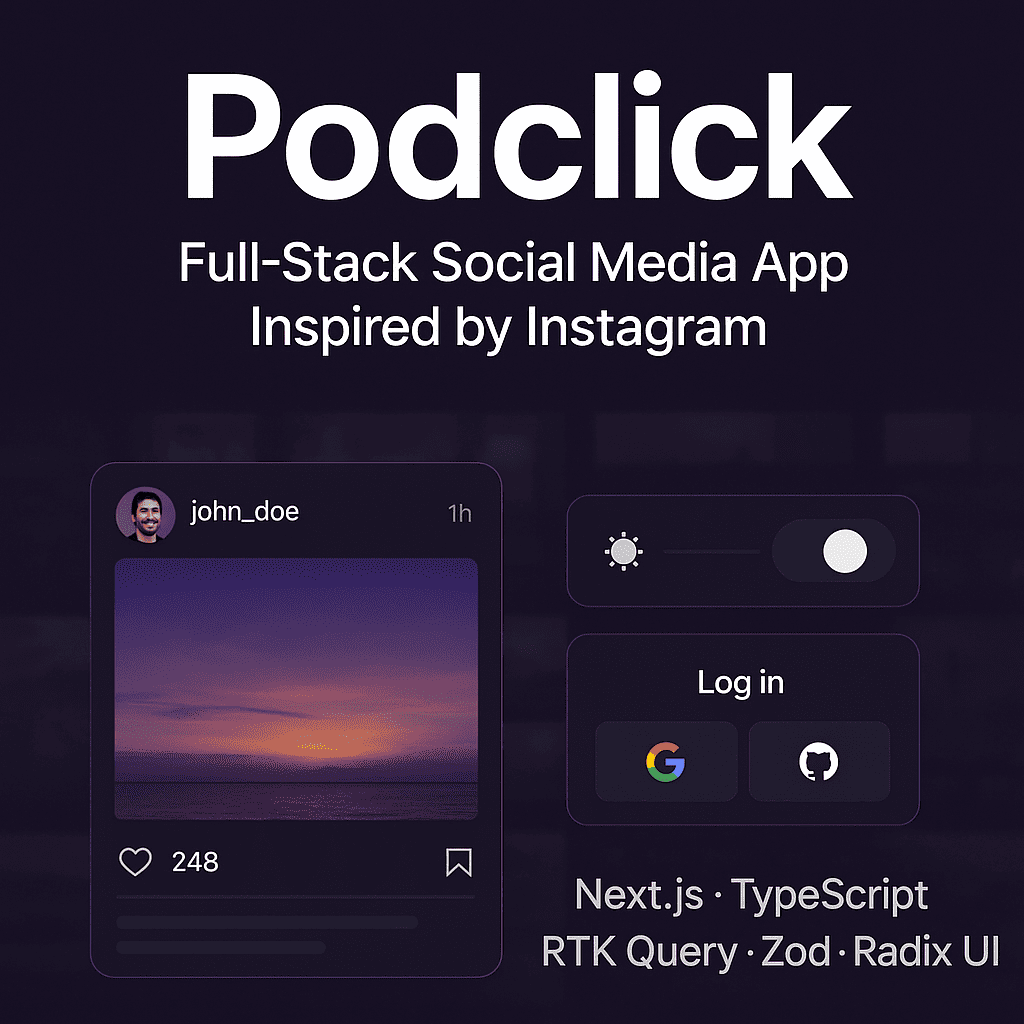 Podclick
Full-Stack Social Media App
Inspired by Instagram
john_doe
1h
248
Log in
Next.js · TypeScript
RTK Query · Zod · Radix UI